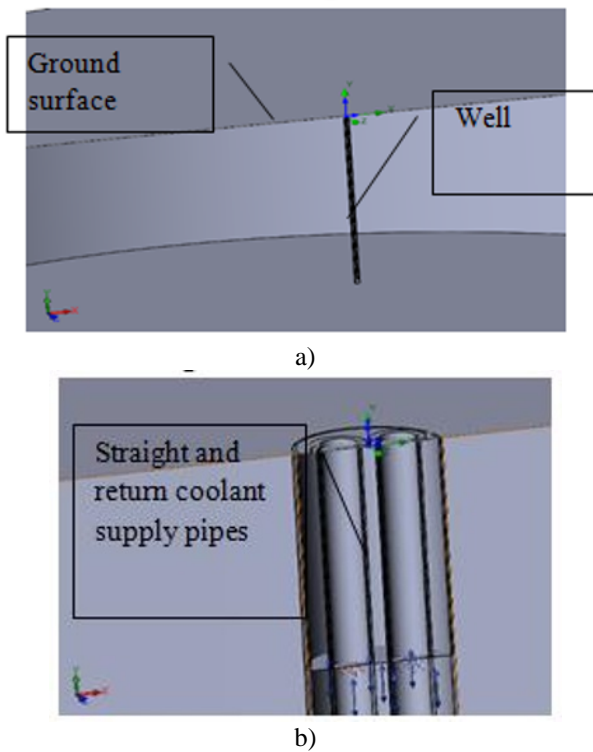 Ground
surface
Well
a)
Straight and
return coolant
supply pipes
b)